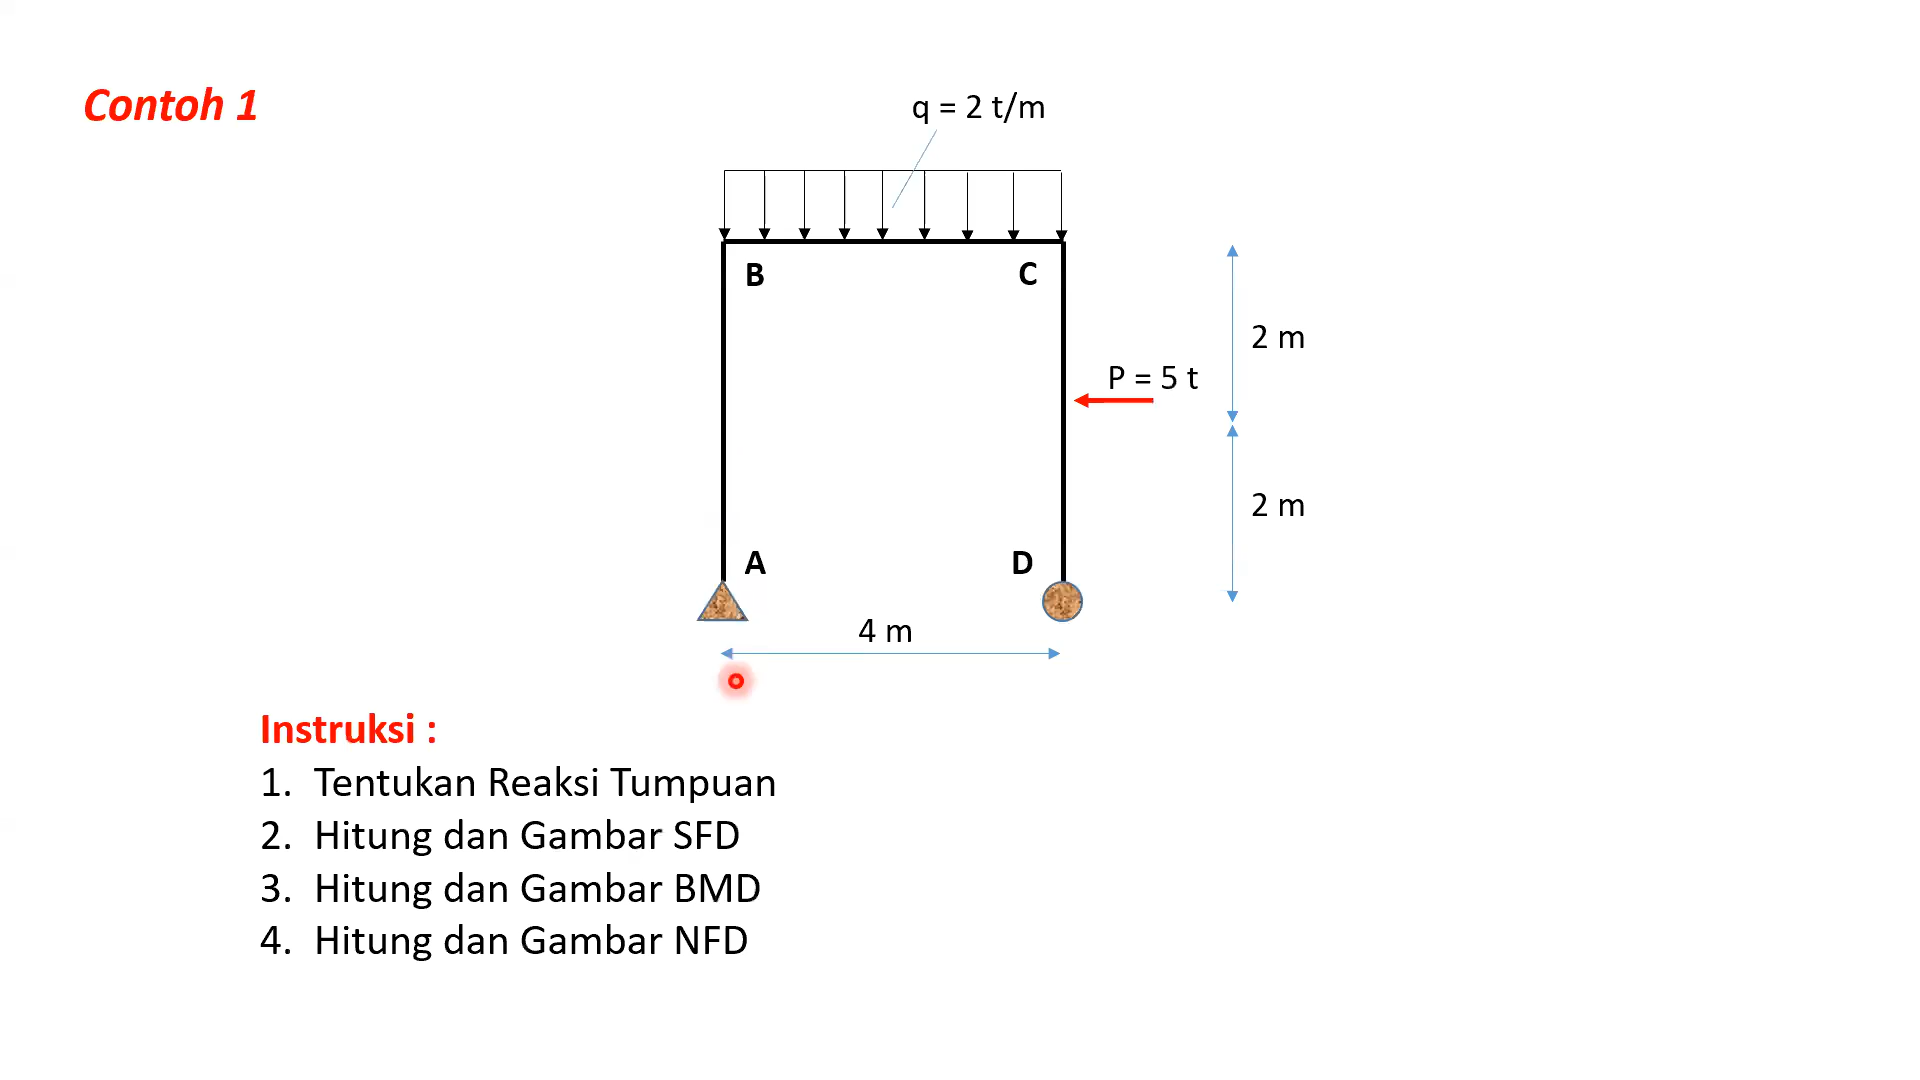 Contoh 1
q = 2 t/m
B
C
2 m
P = 5 t
2 m
A
D
4 m
Instruksi :
1. Tentukan Reaksi Tumpuan
2. Hitung dan Gambar SFD
3. Hitung dan Gambar BMD
4. Hitung dan Gambar NFD